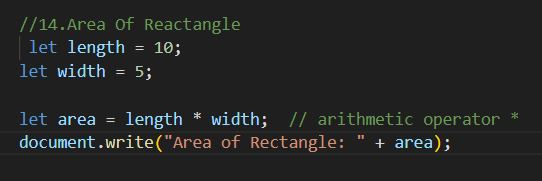 //14.Area Of Reactangle
let length = 10;
let width = 5;
let area = length * width;  // arithmetic operator *
document.write("Area of Rectangle: " + area);